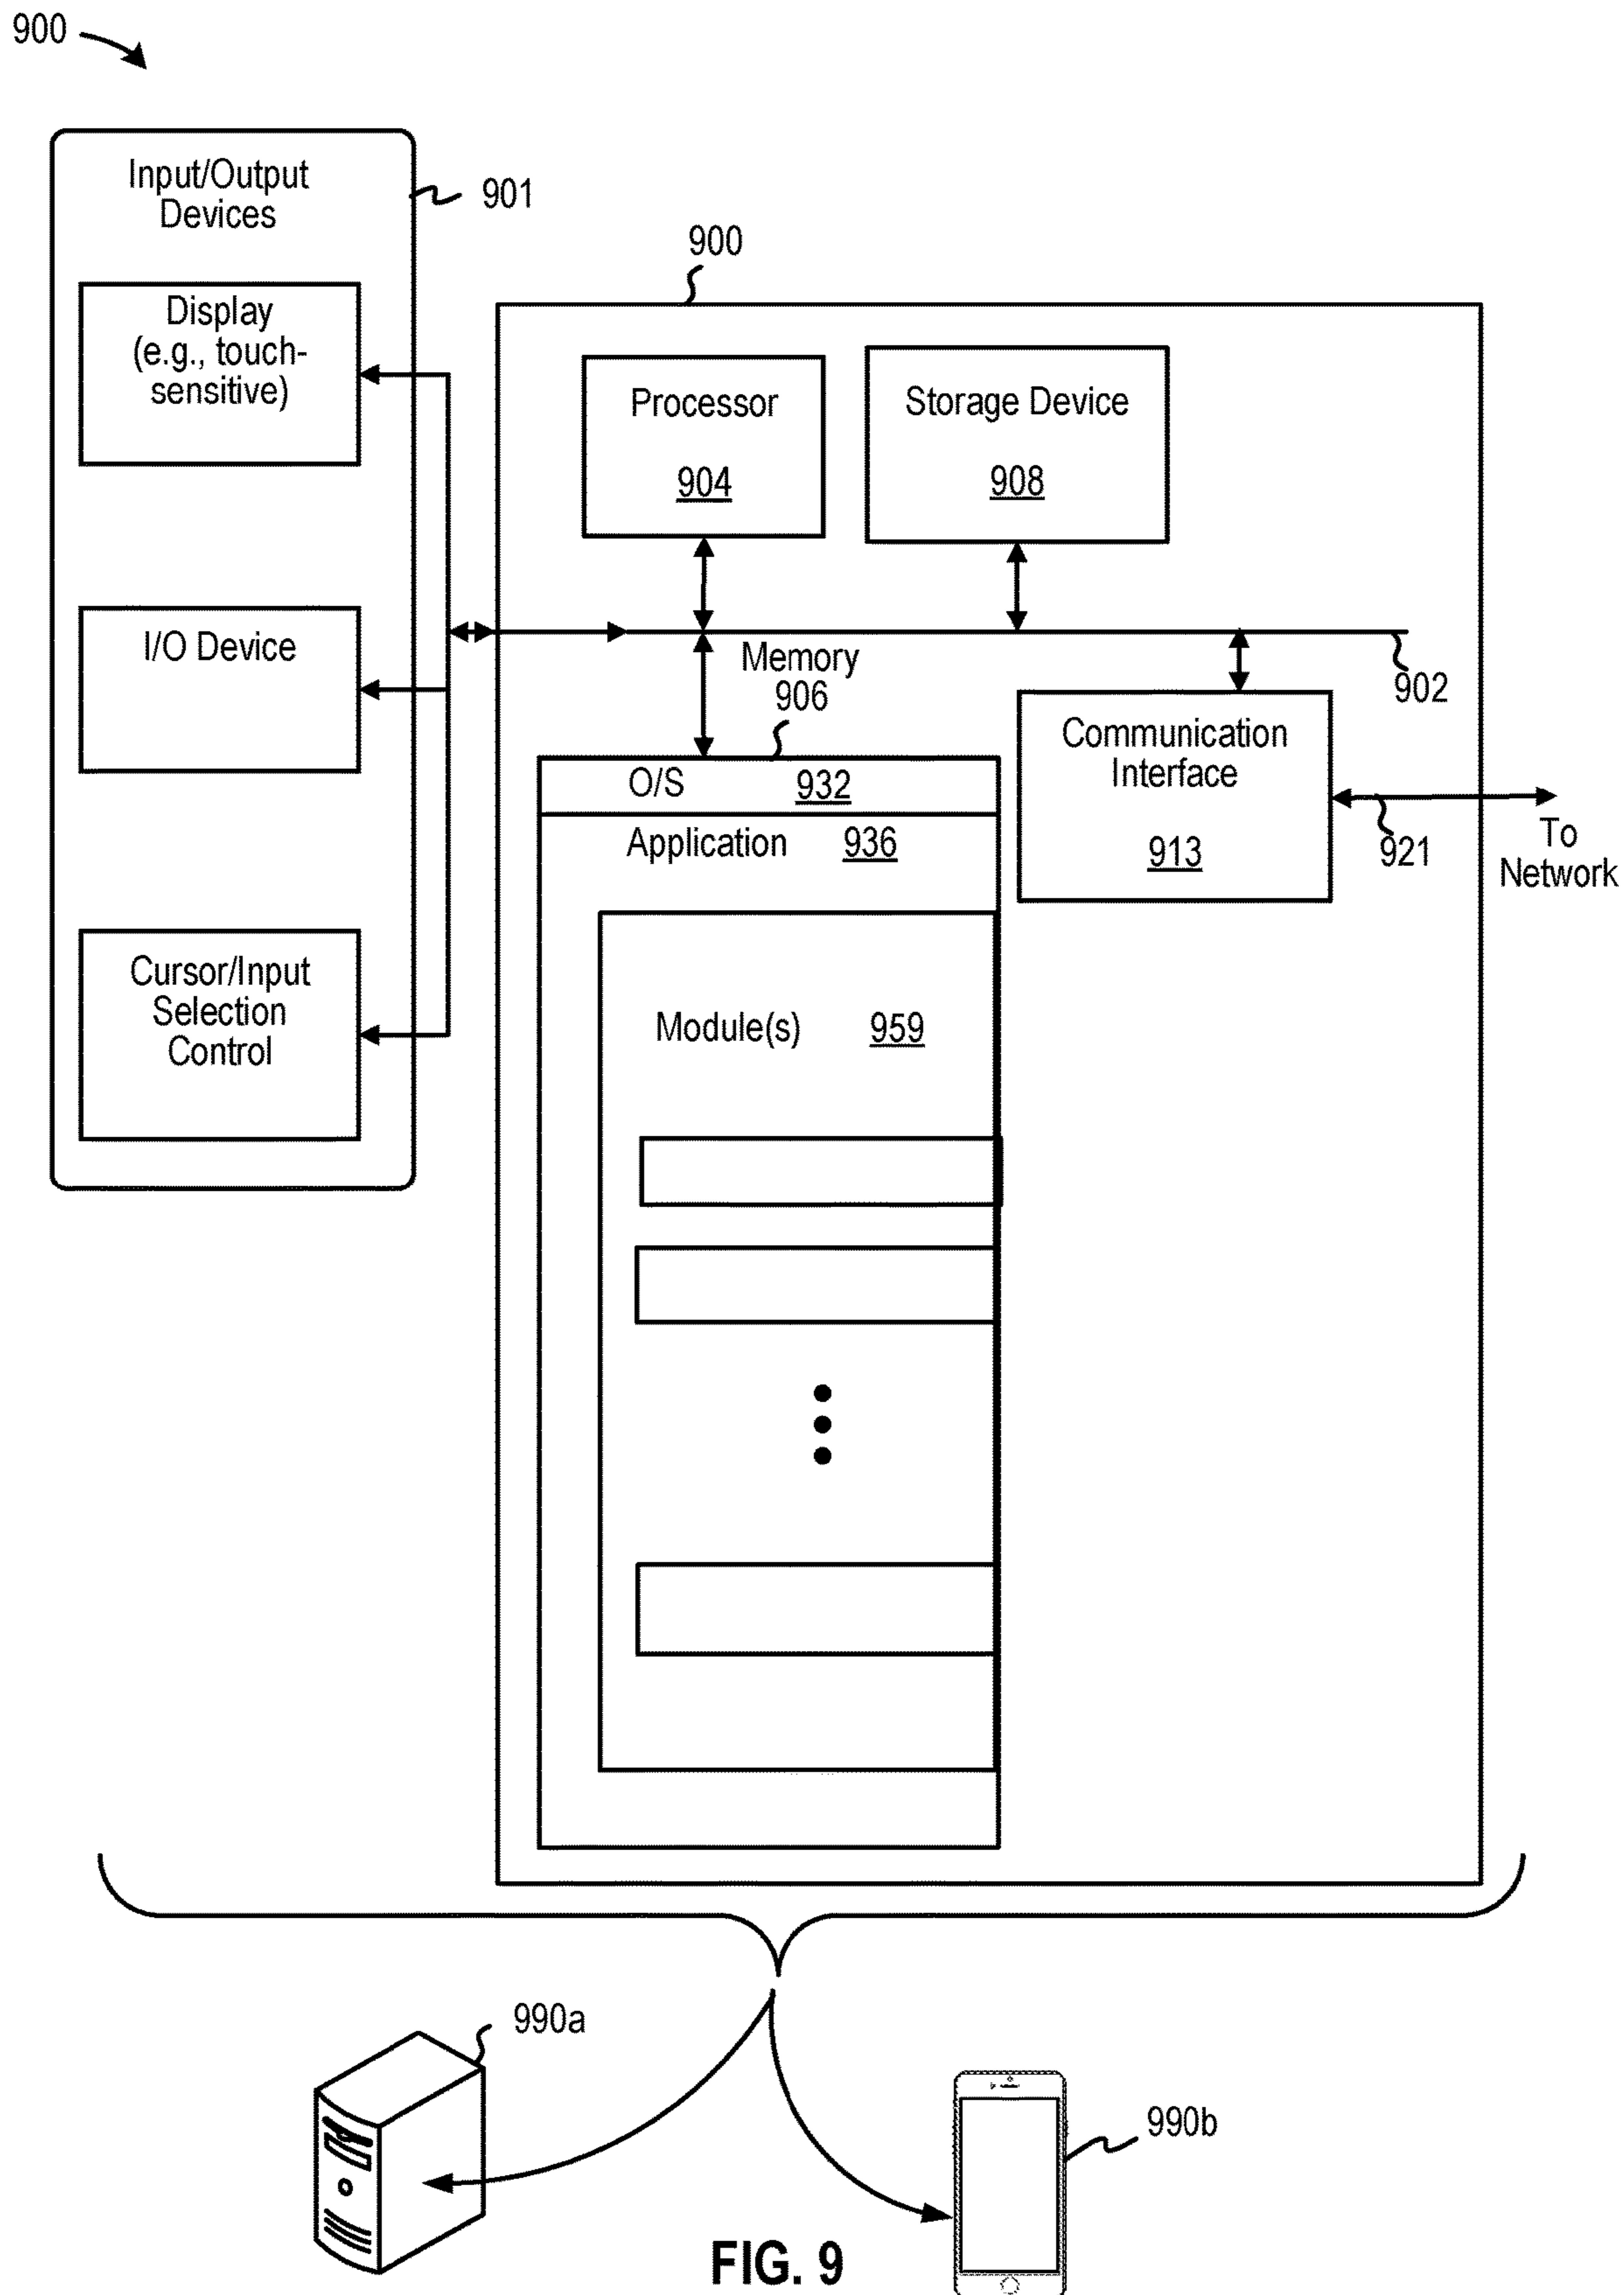 900
Input/Output
Devices
901
Display
(e.g., touch-
sensitive)
I/O Device
Cursor/Input
Selection
Control
900
Processor
904
Storage Device
908
902
Memory
906
O/S 932
Application 936
Module(s) 959
Communication
Interface
913
921
To
Network
990a
990b
FIG. 9